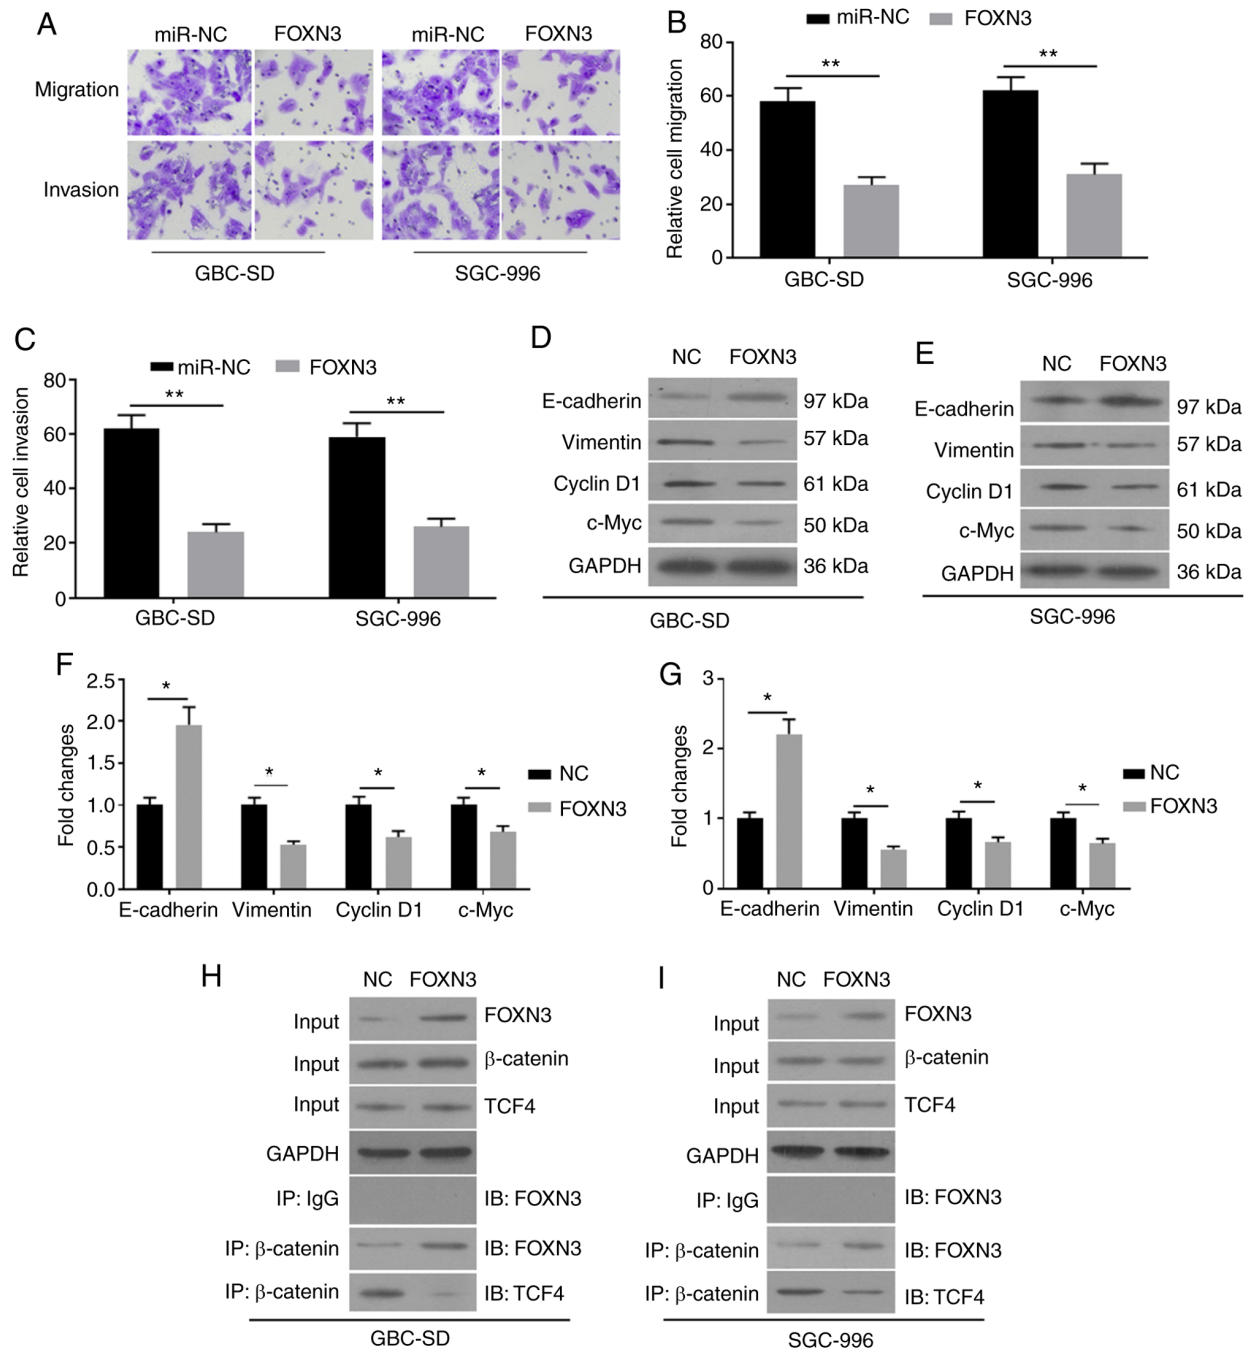 A
miR-NC FOXN3 miR-NC FOXN3
Migration
Invasion
GBC-SD SGC-996
B
miR-NC FOXN3
Relative cell migration
80
60
40
20
0
** **
GBC-SD SGC-996
C
miR-NC FOXN3
Relative cell invasion
80
60
40
20
0
** **
GBC-SD SGC-996
D
NC FOXN3
E-cadherin 97 kDa
Vimentin 57 kDa
Cyclin D1 61 kDa
c-Myc 50 kDa
GAPDH 36 kDa
GBC-SD
E
NC FOXN3
E-cadherin 97 kDa
Vimentin 57 kDa
Cyclin D1 61 kDa
c-Myc 50 kDa
GAPDH 36 kDa
SGC-996
F
Fold changes
2.5
2.0
1.5
1.0
0.5
0.0
* * * *
E-cadherin Vimentin Cyclin D1 c-Myc
NC
FOXN3
G
Fold changes
3
2
1
0
* * * *
E-cadherin Vimentin Cyclin D1 c-Myc
NC
FOXN3
H
NC FOXN3
Input FOXN3
Input β-catenin
Input TCF4
GAPDH
IP: IgG IB: FOXN3
IP: β-catenin IB: FOXN3
IP: β-catenin IB: TCF4
GBC-SD
I
NC FOXN3
Input FOXN3
Input β-catenin
Input TCF4
GAPDH
IP: IgG IB: FOXN3
IP: β-catenin IB: FOXN3
IP: β-catenin IB: TCF4
SGC-996